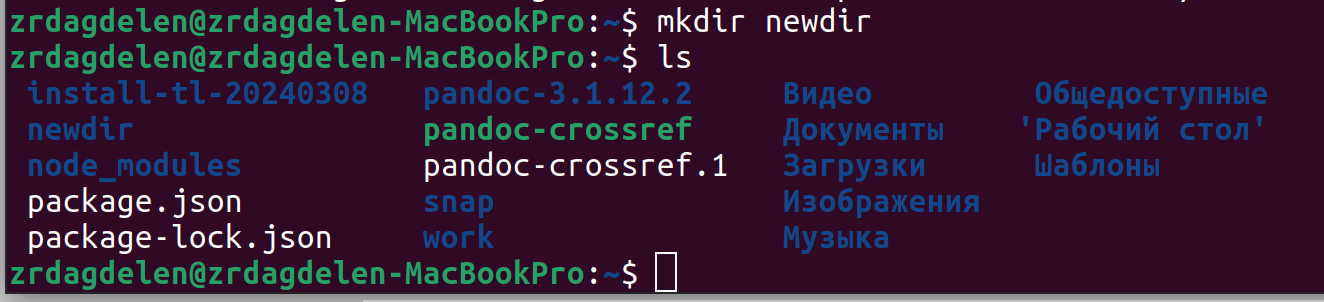 zrdagdelen@zrdagdelen-MacBookPro:~$ mkdir newdir
zrdagdelen@zrdagdelen-MacBookPro:~$ ls
install-tl-20240308 pandoc-3.1.12.2 Видео Общедоступные
newdir pandoc-crossref Документы 'Рабочий стол'
node_modules pandoc-crossref.1 Загрузки Шаблоны
package.json snap Изображения
package-lock.json work Музыка
zrdagdelen@zrdagdelen-MacBookPro:~$